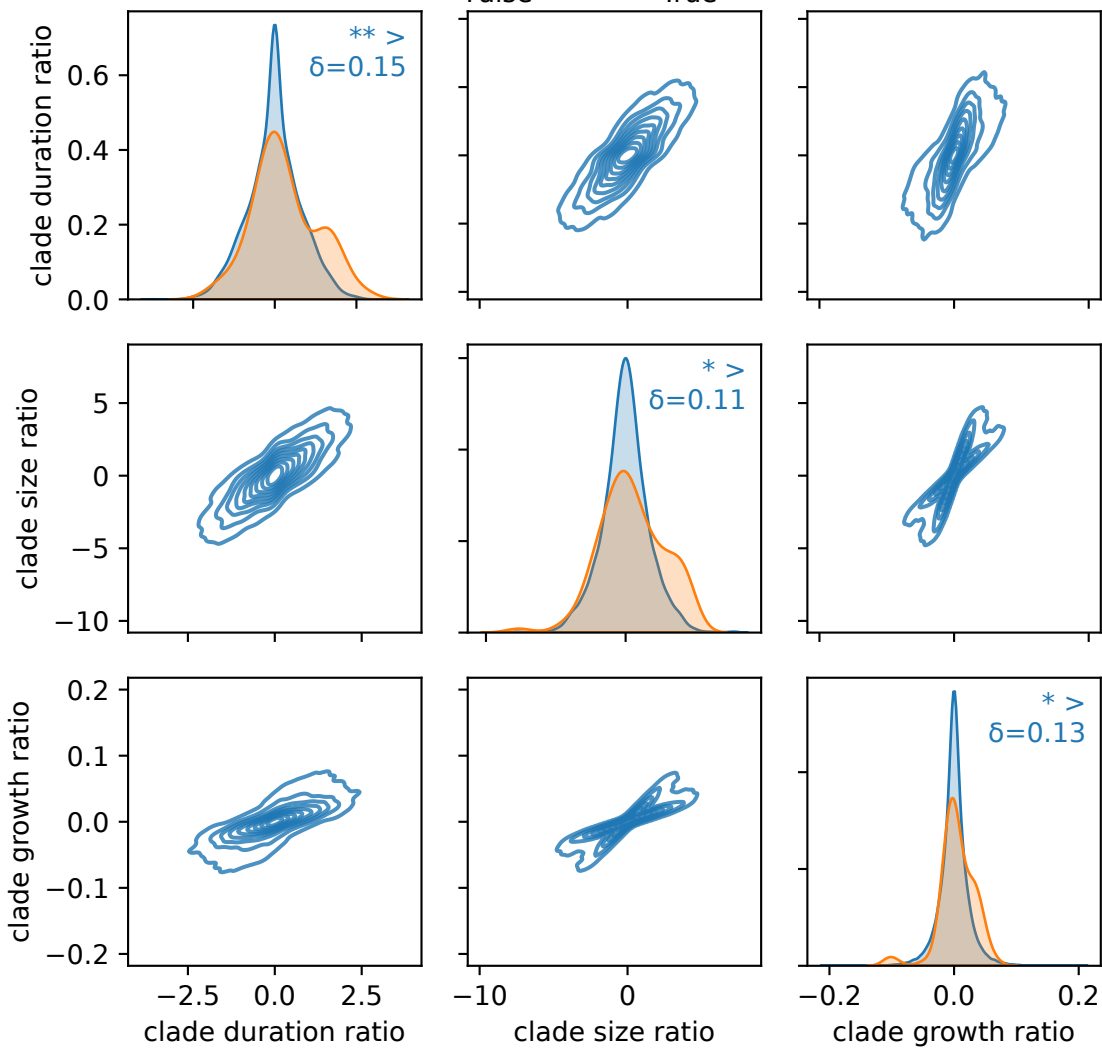 True
clade duration ratio
0.6
0.4
0.2
0.0
** >
δ=0.15
clade size ratio
5
0
−5
−10
* >
δ=0.11
clade growth ratio
0.2
0.1
0.0
−0.1
−0.2
* >
δ=0.13
−2.5 0.0 2.5
−10 0
−0.2 0.0 0.2
clade duration ratio
clade size ratio
clade growth ratio